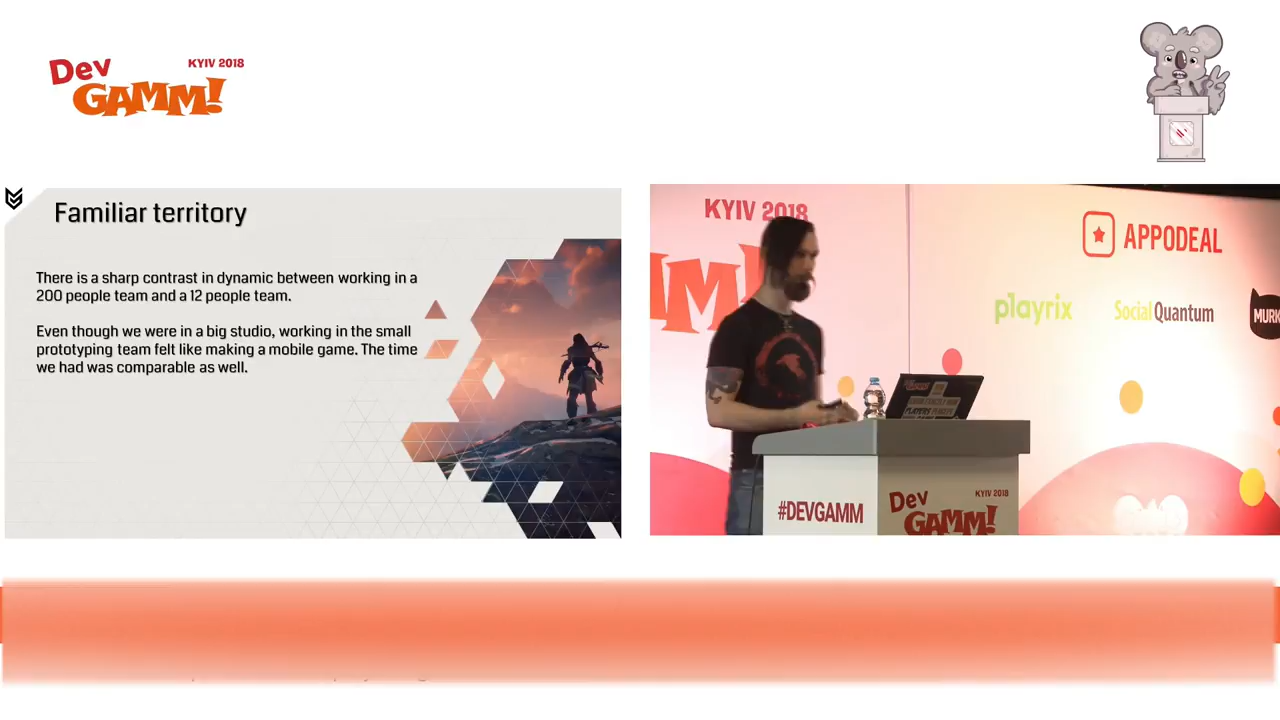 Dev
GAMM!
KYIV 2018
Familiar territory
There is a sharp contrast in dynamic between working in a
200 people team and a 12 people team.
Even though we were in a big studio, working in the small
prototyping team felt like making a mobile game. The time
we had was comparable as well.
KYIV 2018
APPODEAL
playrix
SocialQuantum
MURK
#DEVGAMM
Dev
GAMM!
KYIV 2018